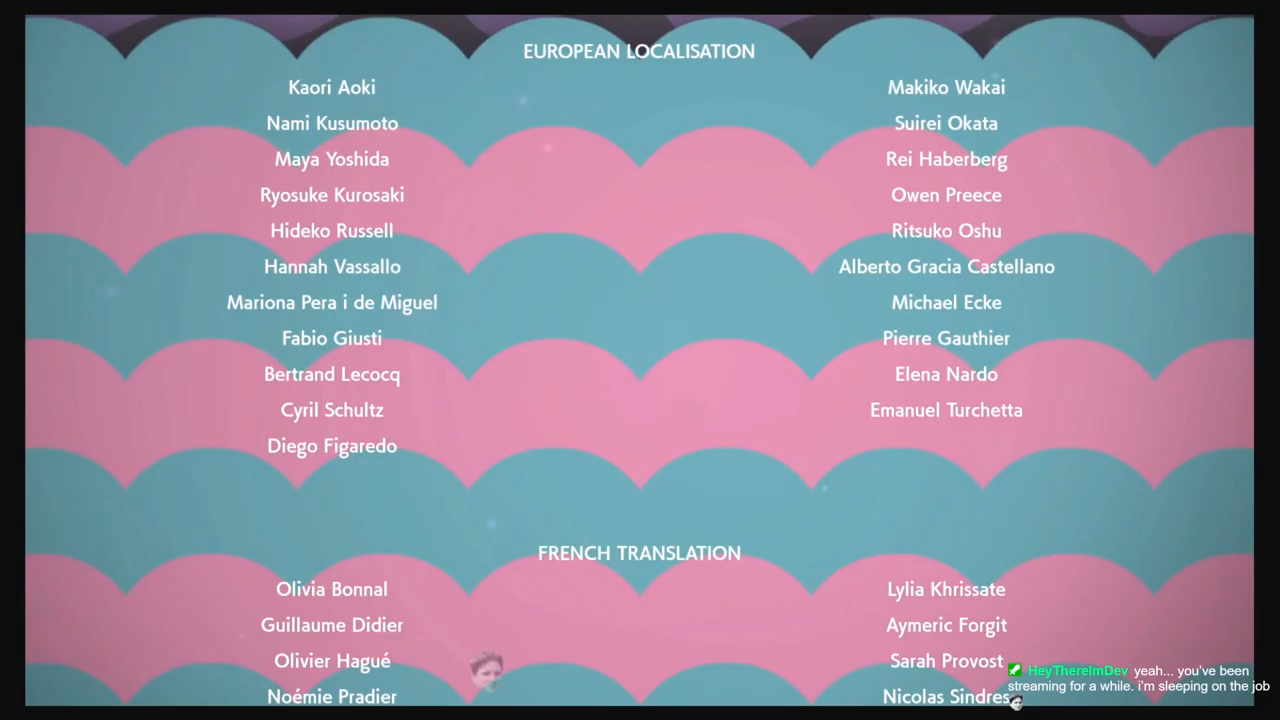 EUROPEAN LOCALISATION
Kaori Aoki Makiko Wakai
Nami Kusumoto Suirei Okata
Maya Yoshida Rei Haberberg
Ryosuke Kurosaki Owen Preece
Hideko Russell Ritsuko Oshu
Hannah Vassallo Alberto Gracia Castellano
Mariona Pera i de Miguel Michael Ecke
Fabio Giusti Pierre Gauthier
Bertrand Lecocq Elena Nardo
Cyril Schultz Emanuel Turchetta
Diego Figaredo
FRENCH TRANSLATION
Olivia Bonnal Lylia Khrissate
Guillaume Didier Aymeric Forgit
Olivier Hagué Sarah Provost
Noémie Pradier Nicolas Sindres
HeyThereImDev yeah... you've been
streaming for a while. i'm sleeping on the job